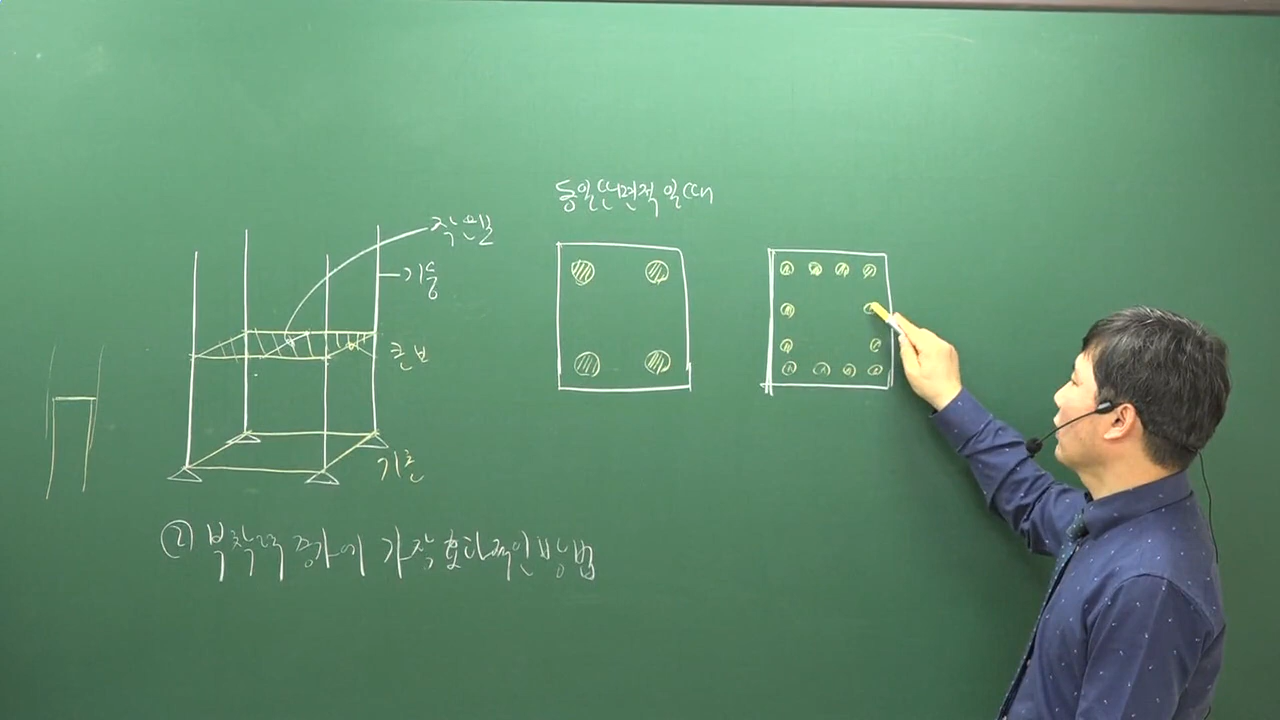 동일단면적 일때
작은보
기둥
큰보
기초
② 부착력 증가에 가장 효과적인 방법